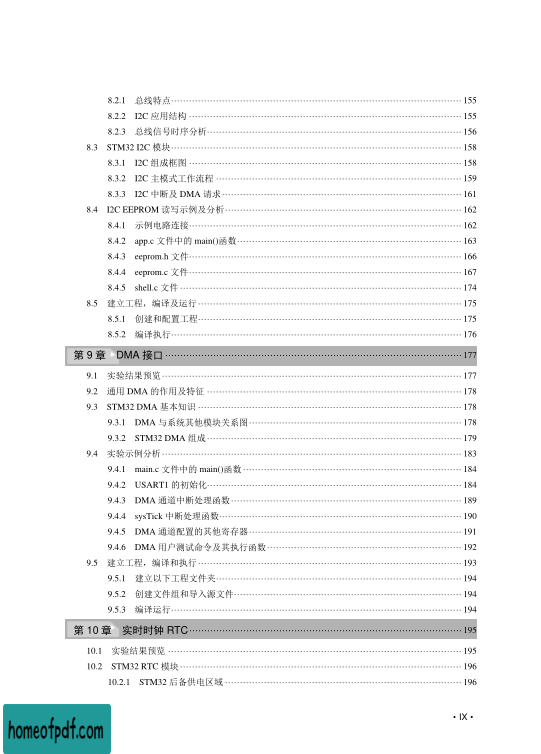 8.2.1 总线特点 155
8.2.2 I2C 应用结构 155
8.2.3 总线信号时序分析 156
8.3 STM32 I2C 模块 158
8.3.1 I2C 组成框图 158
8.3.2 I2C 主模式工作流程 159
8.3.3 I2C 中断及 DMA 请求 161
8.4 I2C EEPROM 读写示例及分析 162
8.4.1 示例电路连接 162
8.4.2 app.c 文件中的 main()函数 163
8.4.3 eeprom.h 文件 166
8.4.4 eeprom.c 文件 167
8.4.5 shell.c 文件 174
8.5 建立工程，编译及运行 175
8.5.1 创建和配置工程 175
8.5.2 编译执行 176
第 9 章 DMA 接口 177
9.1 实验结果预览 177
9.2 通用 DMA 的作用及特征 178
9.3 STM32 DMA 基本知识 178
9.3.1 DMA 与系统其他模块关系图 178
9.3.2 STM32 DMA 组成 179
9.4 实验示例分析 183
9.4.1 main.c 文件中的 main()函数 184
9.4.2 USART1 的初始化 184
9.4.3 DMA 通道中断处理函数 189
9.4.4 sysTick 中断处理函数 190
9.4.5 DMA 通道配置的其他寄存器 191
9.4.6 DMA 用户测试命令及其执行函数 192
9.5 建立工程，编译和执行 193
9.5.1 建立以下工程文件夹 194
9.5.2 创建文件组和导入源文件 194
9.5.3 编译运行 194
第 10 章 实时时钟 RTC 195
10.1 实验结果预览 195
10.2 STM32 RTC 模块 196
10.2.1 STM32 后备供电区域 196
· IX ·
homeofpdf.com